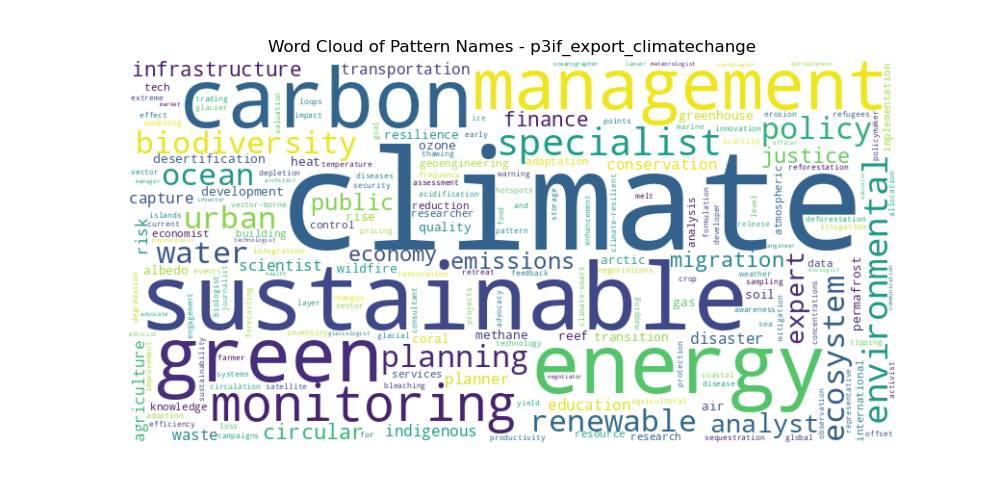 Word Cloud of Pattern Names - p3if_export_climatechange
oceanographer lawyer meteorologist coordinator entrepreneur
infrastructure transportation
carbon management
tech
extreme trading loops
market glacier impact
effect valuation
modeling
finance greenhouse
points marine innovation erosion refugees
implementation
policymaker
biodiversity goal resilience ice early
specialist policy
scarcity officer
desertification heat temperature ozone
thawing geoengineering adaptation conservation justice
reforestation
ocean vector depletion diseases frequency warning
manager architect security assessment hotspots melt
climate
capture development investor acidification
islands vector-borne public reduction food and storage
current urban rise researcher pattern enhancement climate-resilient
analysis formulation developer level release atmospheric
deforestation allocation
litigation
environmental
risk building control pricing quality
economist psychologist technologist engineer
water integration economy emissions arctic migration expert data
ecologist
scientist wildfire retreat feedback negotiations weather sampling
albedo events health restoration crop
degradation biologist journalist layer changes sector
sustainable
gas soil
awareness
sea
mitigation concentrations
ecosystem permafrost
communication
engagement forecasting consultant projects advocacy climate-smart mapping
advocate
ethicist inventory glaciologist glacial methane reef transition disaster tipping
green coral technology
agriculture improvement
sustainability farmer planning energy
protection
systems services planner negotiator coastal
disease
circulation satellite bleaching
international representative observation
activist
monitoring
knowledge yield education agricultural air
adoption
efficiency loss renewable analyst offset
waste campaigns circular for indigenous productivity resource research sequestration global
educator